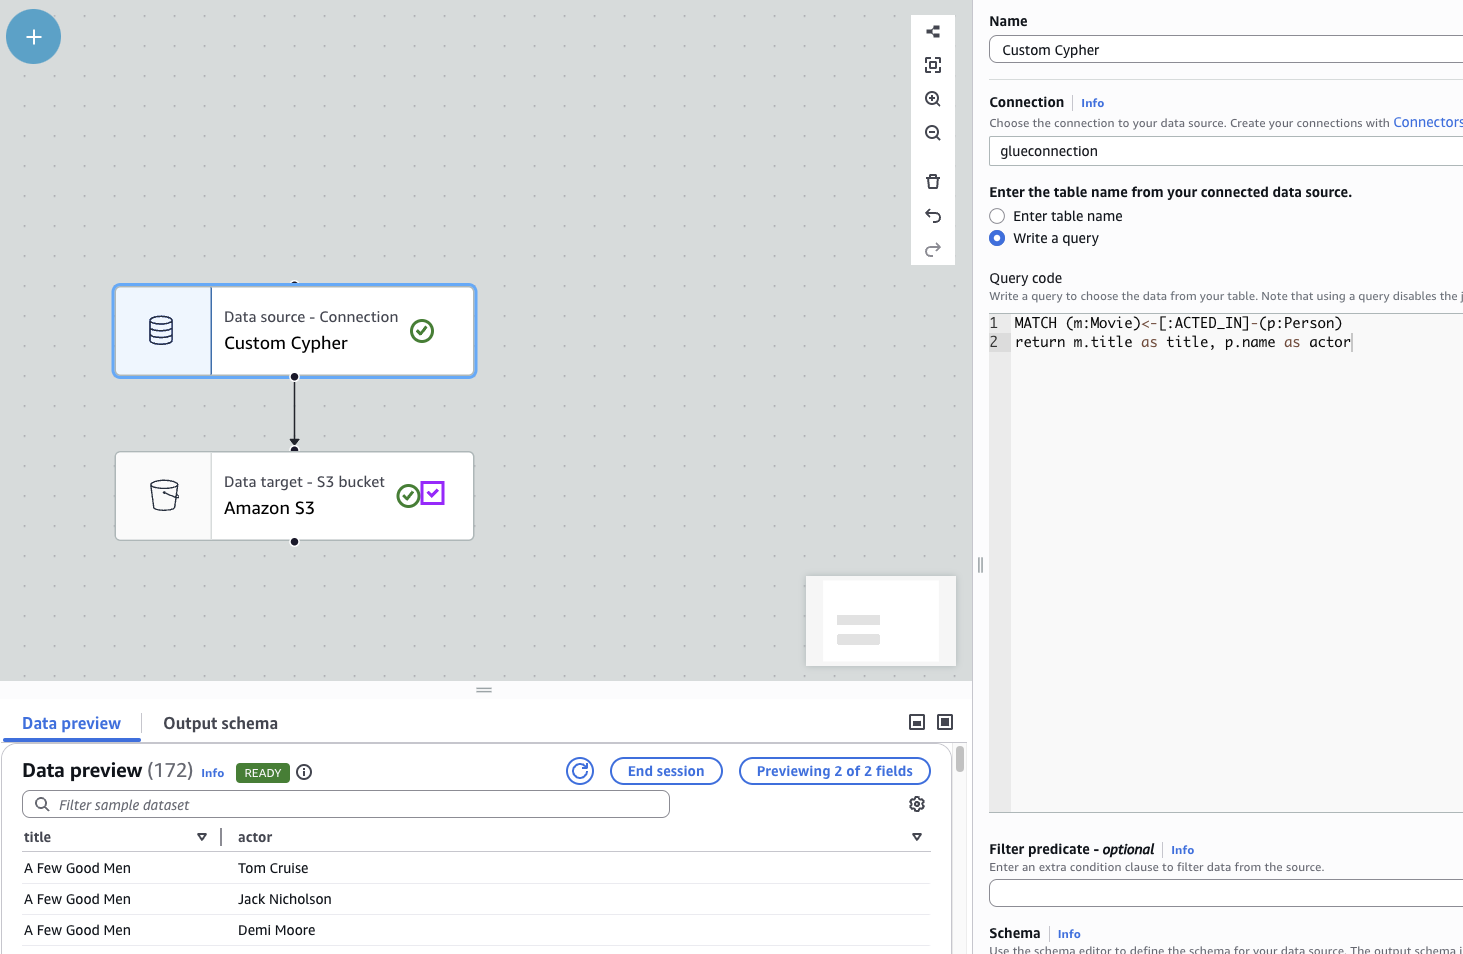 Data source - Connection
Custom Cypher
Data target - S3 bucket
Amazon S3
Data preview
Output schema
Data preview (172) Info READY
End session
Previewing 2 of 2 fields
Filter sample dataset
title actor
A Few Good Men Tom Cruise
A Few Good Men Jack Nicholson
A Few Good Men Demi Moore
Name
Custom Cypher
Connection Info
Choose the connection to your data source. Create your connections with Connectors
glueconnection
Enter the table name from your connected data source.
Enter table name
Write a query
Query code
Write a query to choose the data from your table. Note that using a query disables the j
1 MATCH (m:Movie)<-[:ACTED_IN]-(p:Person)
2 return m.title as title, p.name as actor
Filter predicate - optional Info
Enter an extra condition clause to filter data from the source.
Schema Info
Use the schema editor to define the schema for your data source. The output schema i